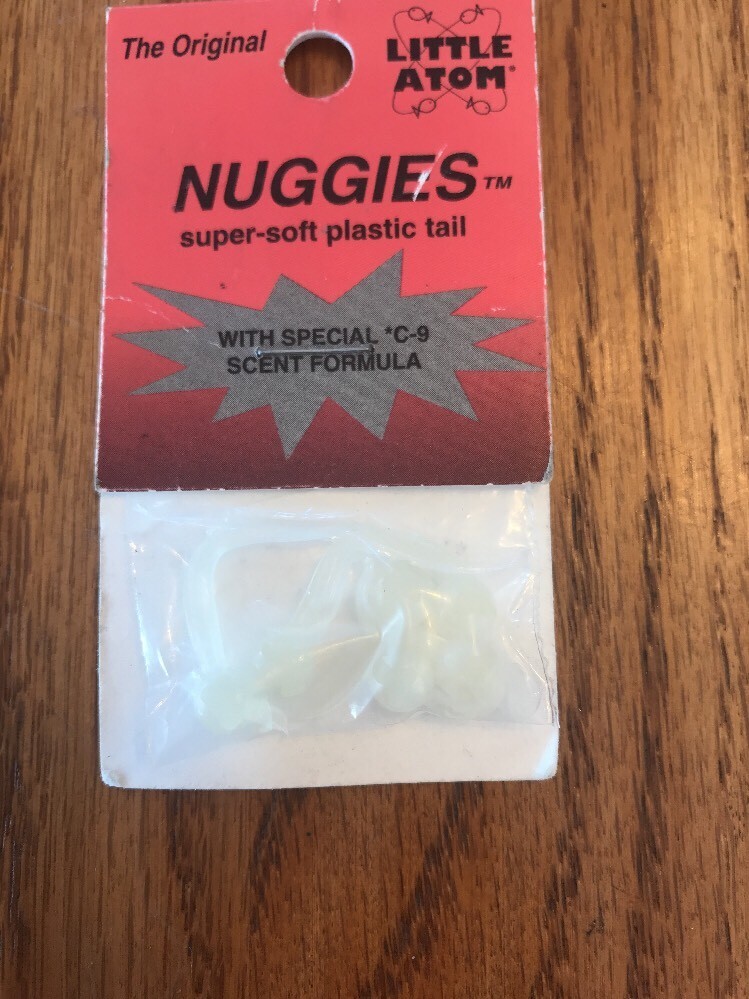 The Original
LITTLE
ATOM®
NUGGIES™
super-soft plastic tail
WITH SPECIAL *C-9
SCENT FORMULA